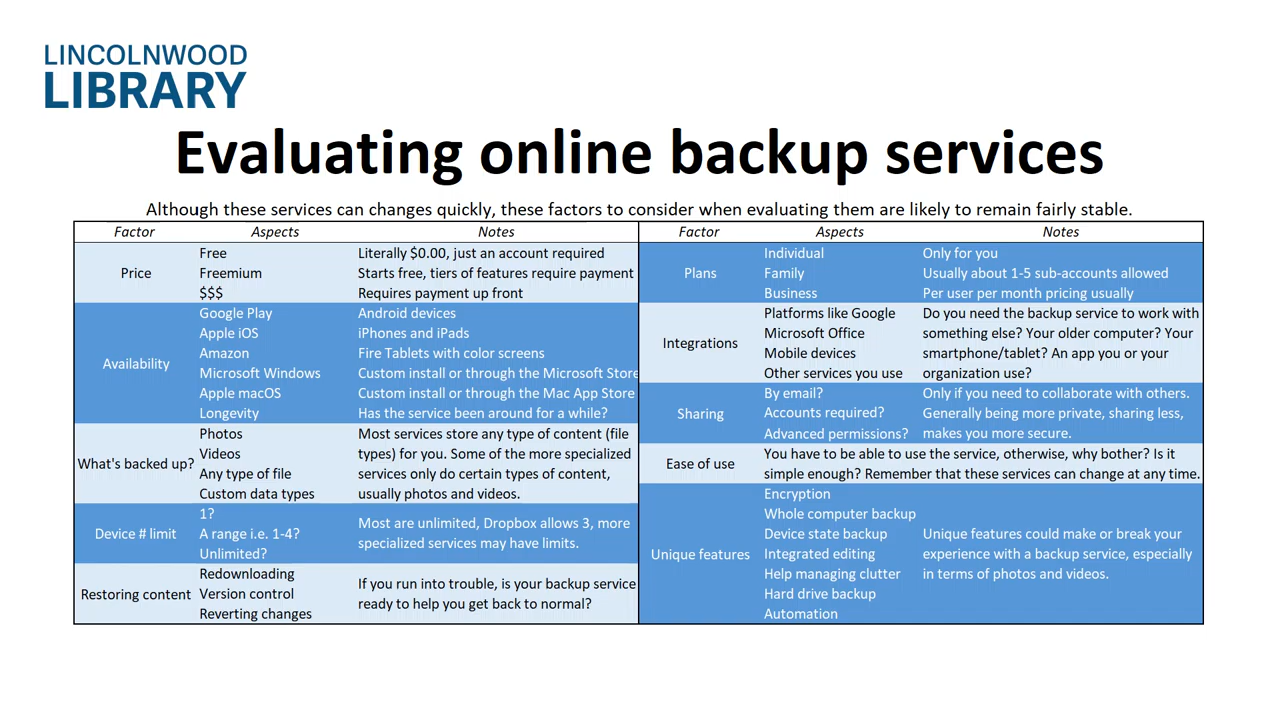 LINCOLNWOOD
LIBRARY
Evaluating online backup services
Although these services can changes quickly, these factors to consider when evaluating them are likely to remain fairly stable.
Factor Aspects Notes
Price
Free Literally $0.00, just an account required
Freemium Starts free, tiers of features require payment
$$$ Requires payment up front
Availability
Google Play Android devices
Apple iOS iPhones and iPads
Amazon Fire Tablets with color screens
Microsoft Windows Custom install or through the Microsoft Store
Apple macOS Custom install or through the Mac App Store
Longevity Has the service been around for a while?
What's backed up?
Photos Most services store any type of content (file
Videos types) for you. Some of the more specialized
Any type of file services only do certain types of content,
Custom data types usually photos and videos.
Device # limit
1?
A range i.e. 1-4?
Unlimited?
Most are unlimited, Dropbox allows 3, more
specialized services may have limits.
Restoring content
Redownloading
Version control
Reverting changes
If you run into trouble, is your backup service
ready to help you get back to normal?
Factor Aspects Notes
Plans
Individual Only for you
Family Usually about 1-5 sub-accounts allowed
Business Per user per month pricing usually
Integrations
Platforms like Google Do you need the backup service to work with
Microsoft Office something else? Your older computer? Your
Mobile devices smartphone/tablet? An app you or your
Other services you use organization use?
Sharing
By email? Only if you need to collaborate with others.
Accounts required? Generally being more private, sharing less,
Advanced permissions? makes you more secure.
Ease of use
You have to be able to use the service, otherwise, why bother? Is it
simple enough? Remember that these services can change at any time.
Unique features
Encryption
Whole computer backup
Device state backup
Integrated editing
Help managing clutter
Hard drive backup
Automation
Unique features could make or break your
experience with a backup service, especially
in terms of photos and videos.